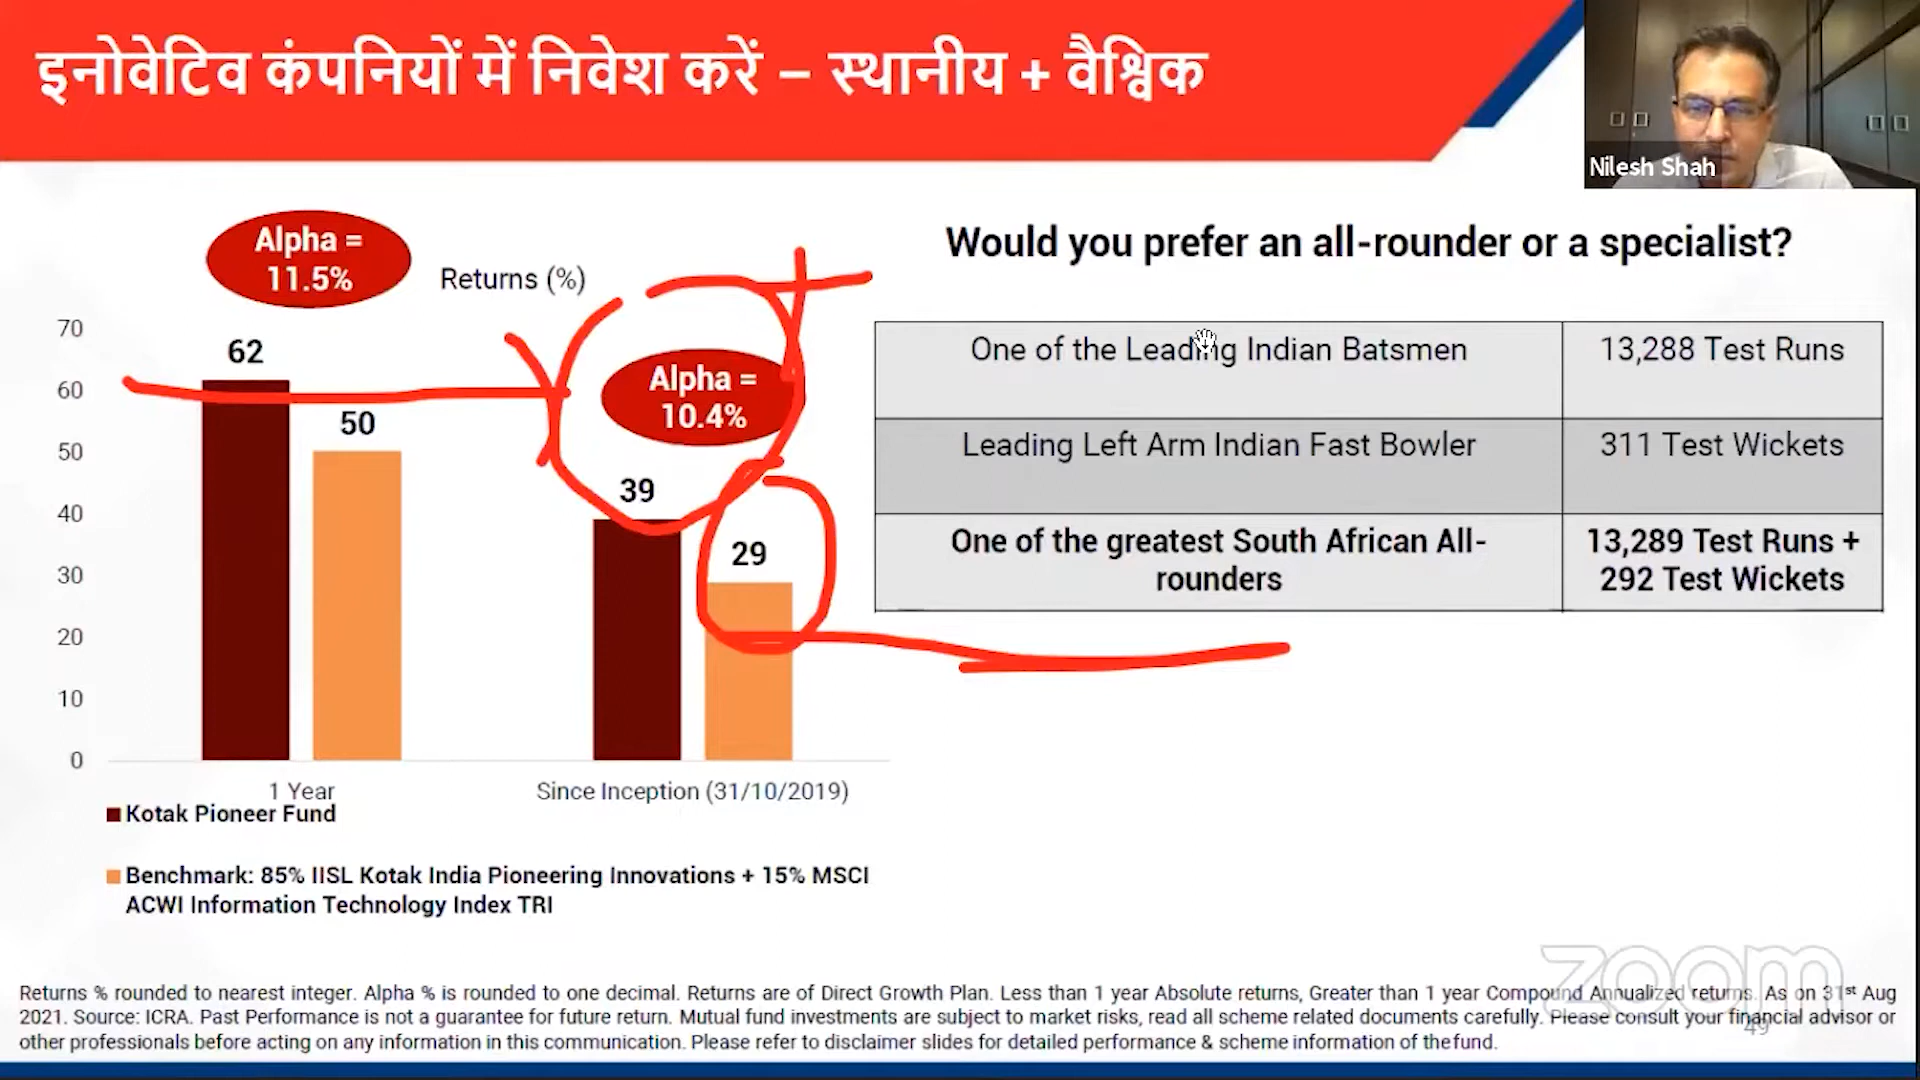 इनोवेटिव कंपनियों में निवेश करें – स्थानीय + वैश्विक
Nilesh Shah
Alpha =
11.5%
Returns (%)
Alpha =
10.4%
70
60
50
40
30
20
10
0
62
50
39
29
1 Year
Since Inception (31/10/2019)
Kotak Pioneer Fund
Benchmark: 85% IISL Kotak India Pioneering Innovations + 15% MSCI
ACWI Information Technology Index TRI
Would you prefer an all-rounder or a specialist?
One of the Leading Indian Batsmen 13,288 Test Runs
Leading Left Arm Indian Fast Bowler 311 Test Wickets
One of the greatest South African All-
rounders
13,289 Test Runs +
292 Test Wickets
zoom
Returns % rounded to nearest integer. Alpha % is rounded to one decimal. Returns are of Direct Growth Plan. Less than 1 year Absolute returns, Greater than 1 year Compound Annualized returns. As on 31st Aug
2021. Source: ICRA. Past Performance is not a guarantee for future return. Mutual fund investments are subject to market risks, read all scheme related documents carefully. Please consult your financial advisor or
other professionals before acting on any information in this communication. Please refer to disclaimer slides for detailed performance & scheme information of thefund.
49